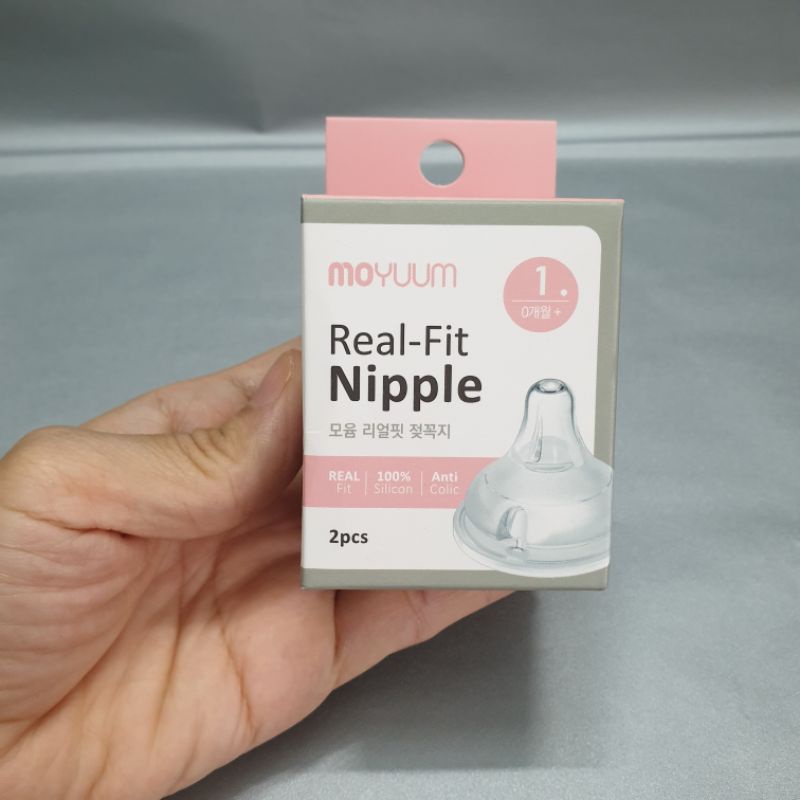 moyuum
1.
0개월 +
Real-Fit
Nipple
모윰 리얼핏 젖꼭지
REAL Fit
100% Silicon
Anti Colic
2pcs